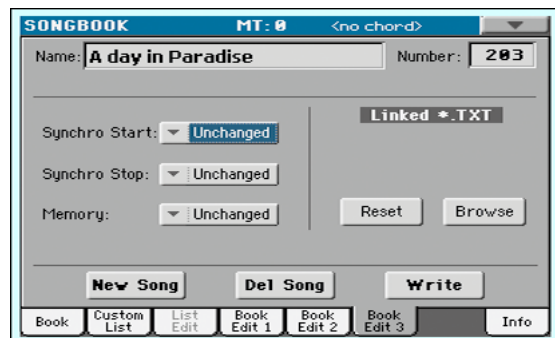 SONGBOOK MT:0 <no chord>
Name: A day in Paradise Number: 203
Linked *.TXT
Synchro Start: Unchanged
Synchro Stop: Unchanged
Memory: Unchanged Reset Browse
New Song Del Song Write
Book Custom List List Edit Book Edit 1 Book Edit 2 Book Edit 3 Info